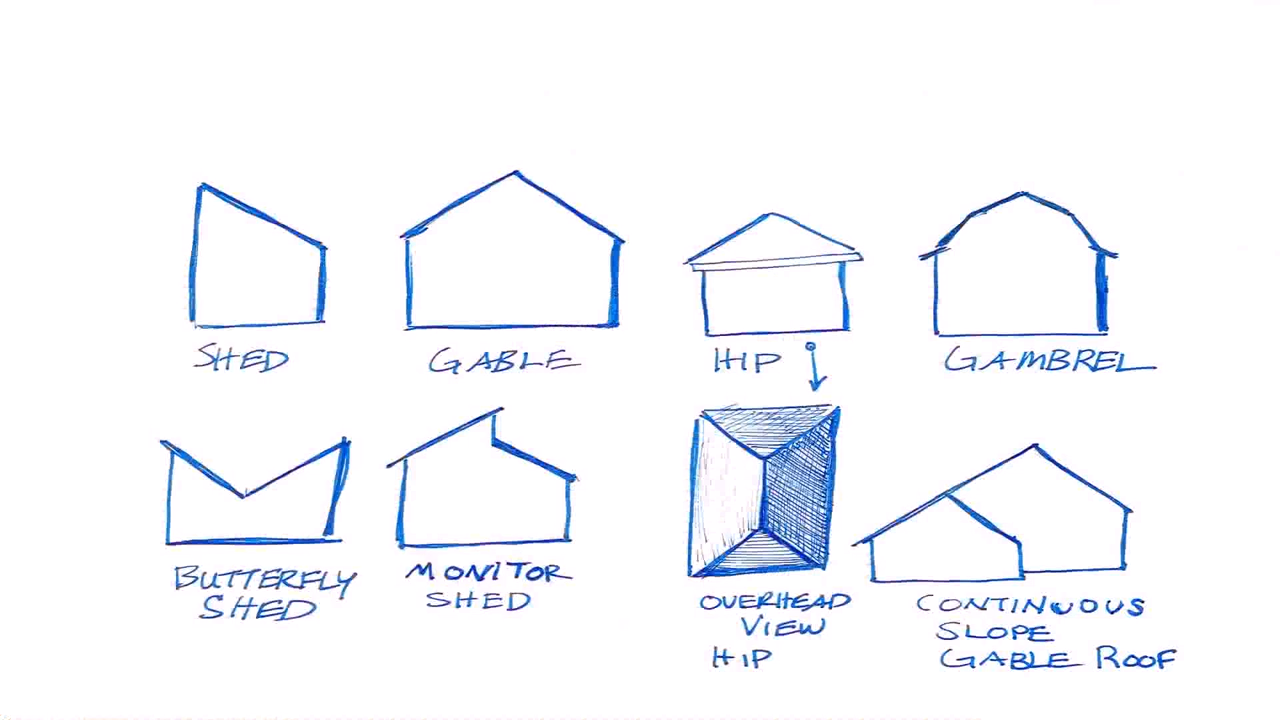 SHED
GABLE
HIP
GAMBREL
BUTTERFLY
SHED
MONITOR
SHED
OVERHEAD
VIEW
HIP
CONTINUOUS
SLOPE
GABLE ROOF